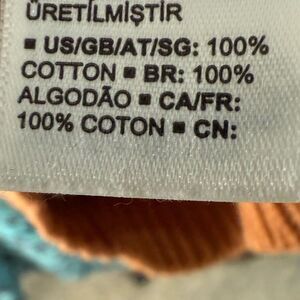 ÜRETİLMİŞTİR
▪ US/GB/AT/SG: 100%
COTTON ▪ BR: 100%
ALGODÃO ▪ CA/FR:
100% COTON ▪ CN: